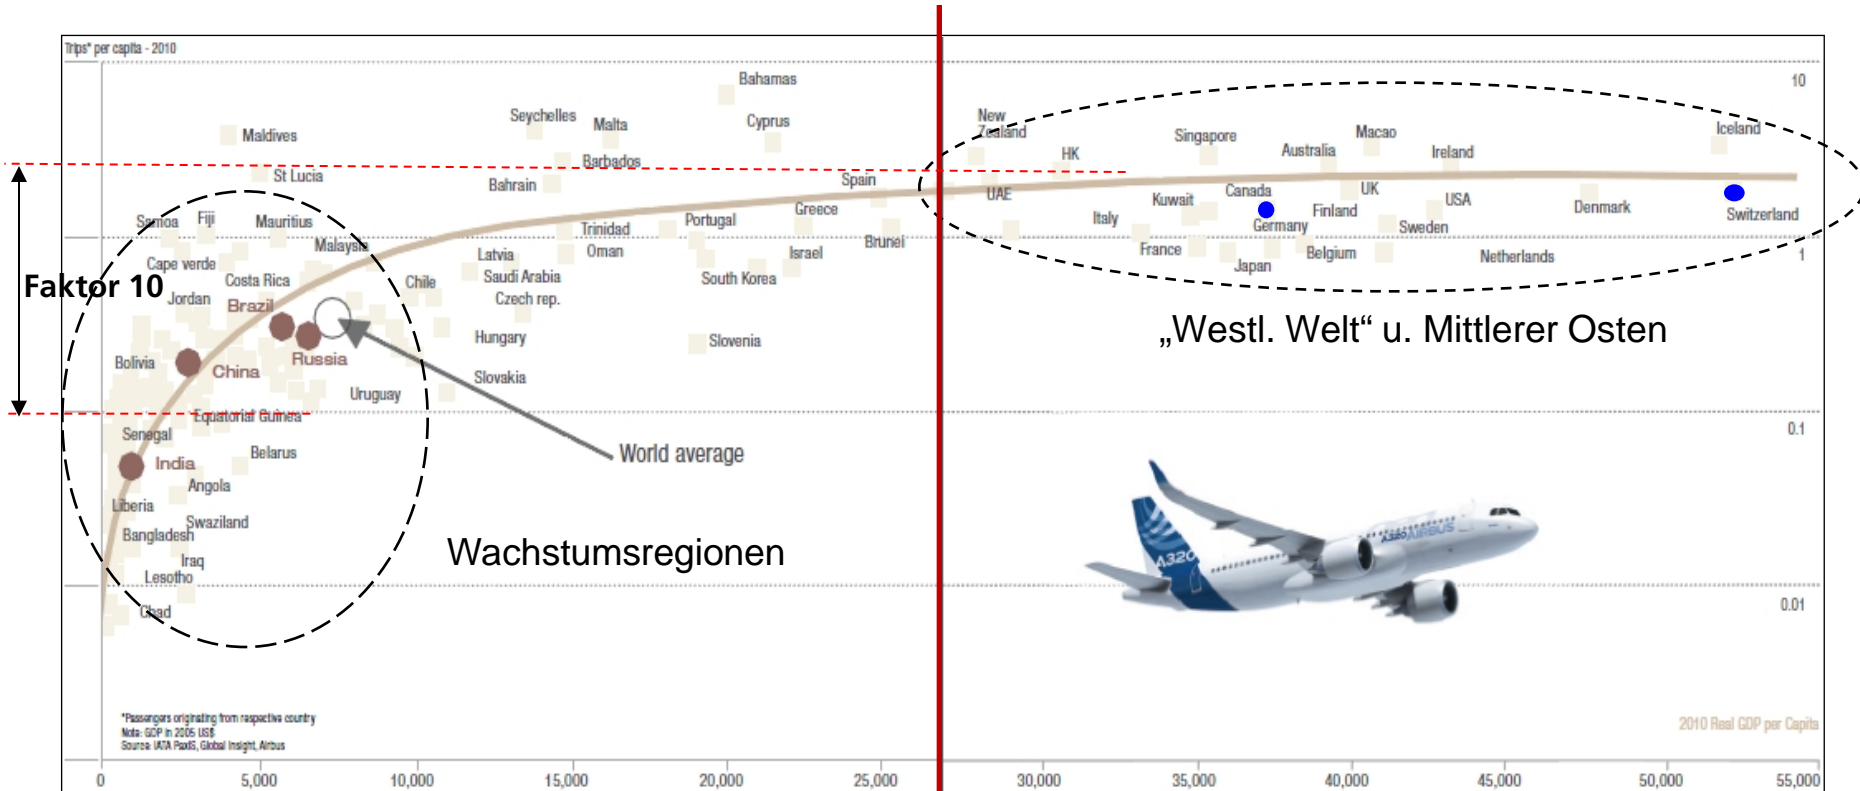 Trips* per capita - 2010
10
Bahamas
Seychelles
Malta
Cyprus
New
Zealand
Singapore
Macao
Iceland
Maldives
Barbados
HK
Australia
Ireland
St Lucia
Bahrain
Spain
UAE
Kuwait
Canada
UK
USA
Denmark
Switzerland
Samoa
Fiji
Mauritius
Greece
Portugal
Italy
Finland
Germany
Sweden
Malaysia
Trinidad
Oman
Brunei
Israel
France
Belgium
Netherlands
1
Cape verde
Latvia
Japan
Costa Rica
Chile
Saudi Arabia
South Korea
Faktor 10
Jordan
Czech rep.
Brazil
Hungary
Slovenia
„Westl. Welt“ u. Mittlerer Osten
Bolivia
China
Russia
Slovakia
Uruguay
Equatorial Guinea
Senegal
0.1
India
Belarus
World average
Angola
Liberia
Swaziland
Bangladesh
Wachstumsregionen
Iraq
Lesotho
A320
A320 AIRBUS
Chad
0.01
*Passengers originating from respective country
Note: GDP in 2005 US$
Source: IATA PaxIS, Global Insight, Airbus
2010 Real GDP per Capita
0
5,000
10,000
15,000
20,000
25,000
30,000
35,000
40,000
45,000
50,000
55,000